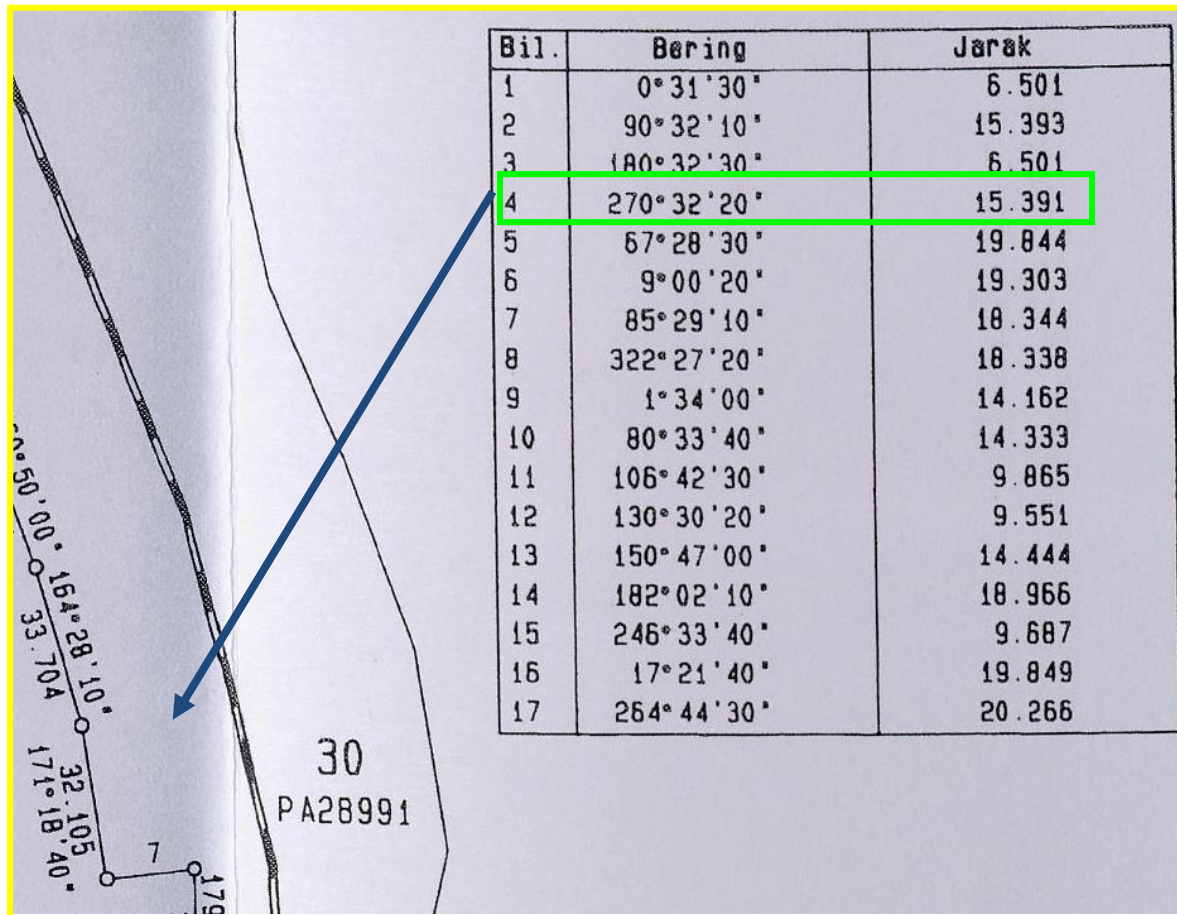 Bil. Bering Jarak
1 0°31'30" 6.501
2 90°32'10" 15.393
3 180°32'30" 6.501
4 270°32'20" 15.391
5 67°28'30" 19.844
6 9°00'20" 19.303
7 85°29'10" 18.344
8 322°27'20" 18.338
9 1°34'00" 14.162
10 80°33'40" 14.333
11 106°42'30" 9.865
12 130°30'20" 9.551
13 150°47'00" 14.444
14 182°02'10" 18.966
15 246°33'40" 9.687
16 17°21'40" 19.849
17 264°44'30" 20.266
50'00"
164°28'10"
33.704
32.105
171°18'40"
7
179
30
PA28991